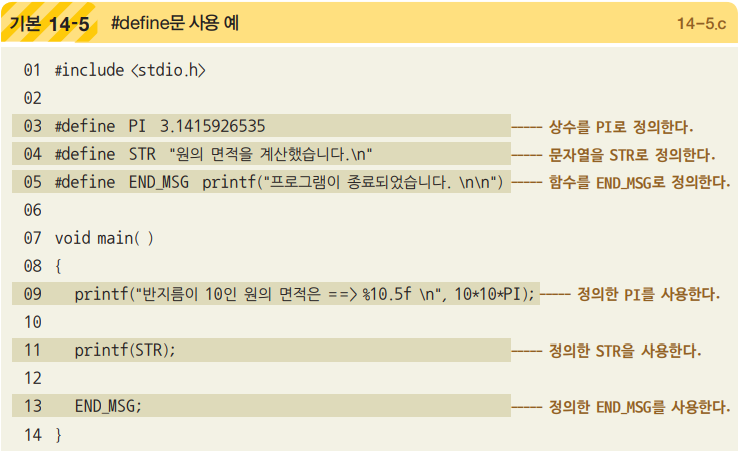 기본 14-5 #define문 사용 예 14-5.c
01 #include <stdio.h>
02
03 #define PI 3.1415926535 ----- 상수를 PI로 정의한다.
04 #define STR "원의 면적을 계산했습니다.\n" ----- 문자열을 STR로 정의한다.
05 #define END_MSG printf("프로그램이 종료되었습니다. \n\n") ----- 함수를 END_MSG로 정의한다.
06
07 void main( )
08 {
09 printf("반지름이 10인 원의 면적은 ==> %10.5f \n", 10*10*PI); ----- 정의한 PI를 사용한다.
10
11 printf(STR); ----- 정의한 STR을 사용한다.
12
13 END_MSG; ----- 정의한 END_MSG를 사용한다.
14 }